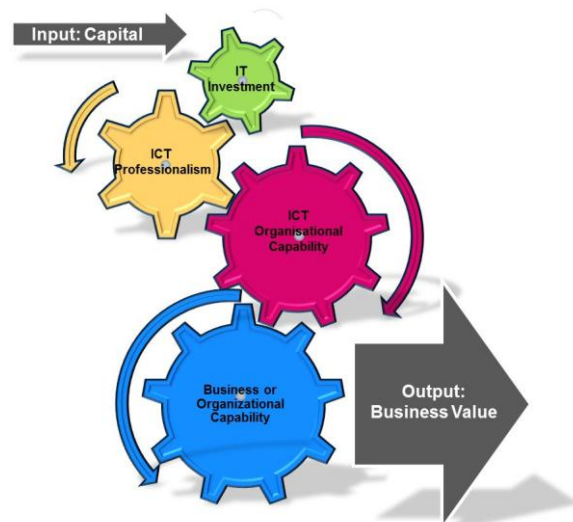 Input: Capital
IT
Investment
ICT
Professionalism
ICT
Organisational
Capability
Business or
Organizational
Capability
Output:
Business Value